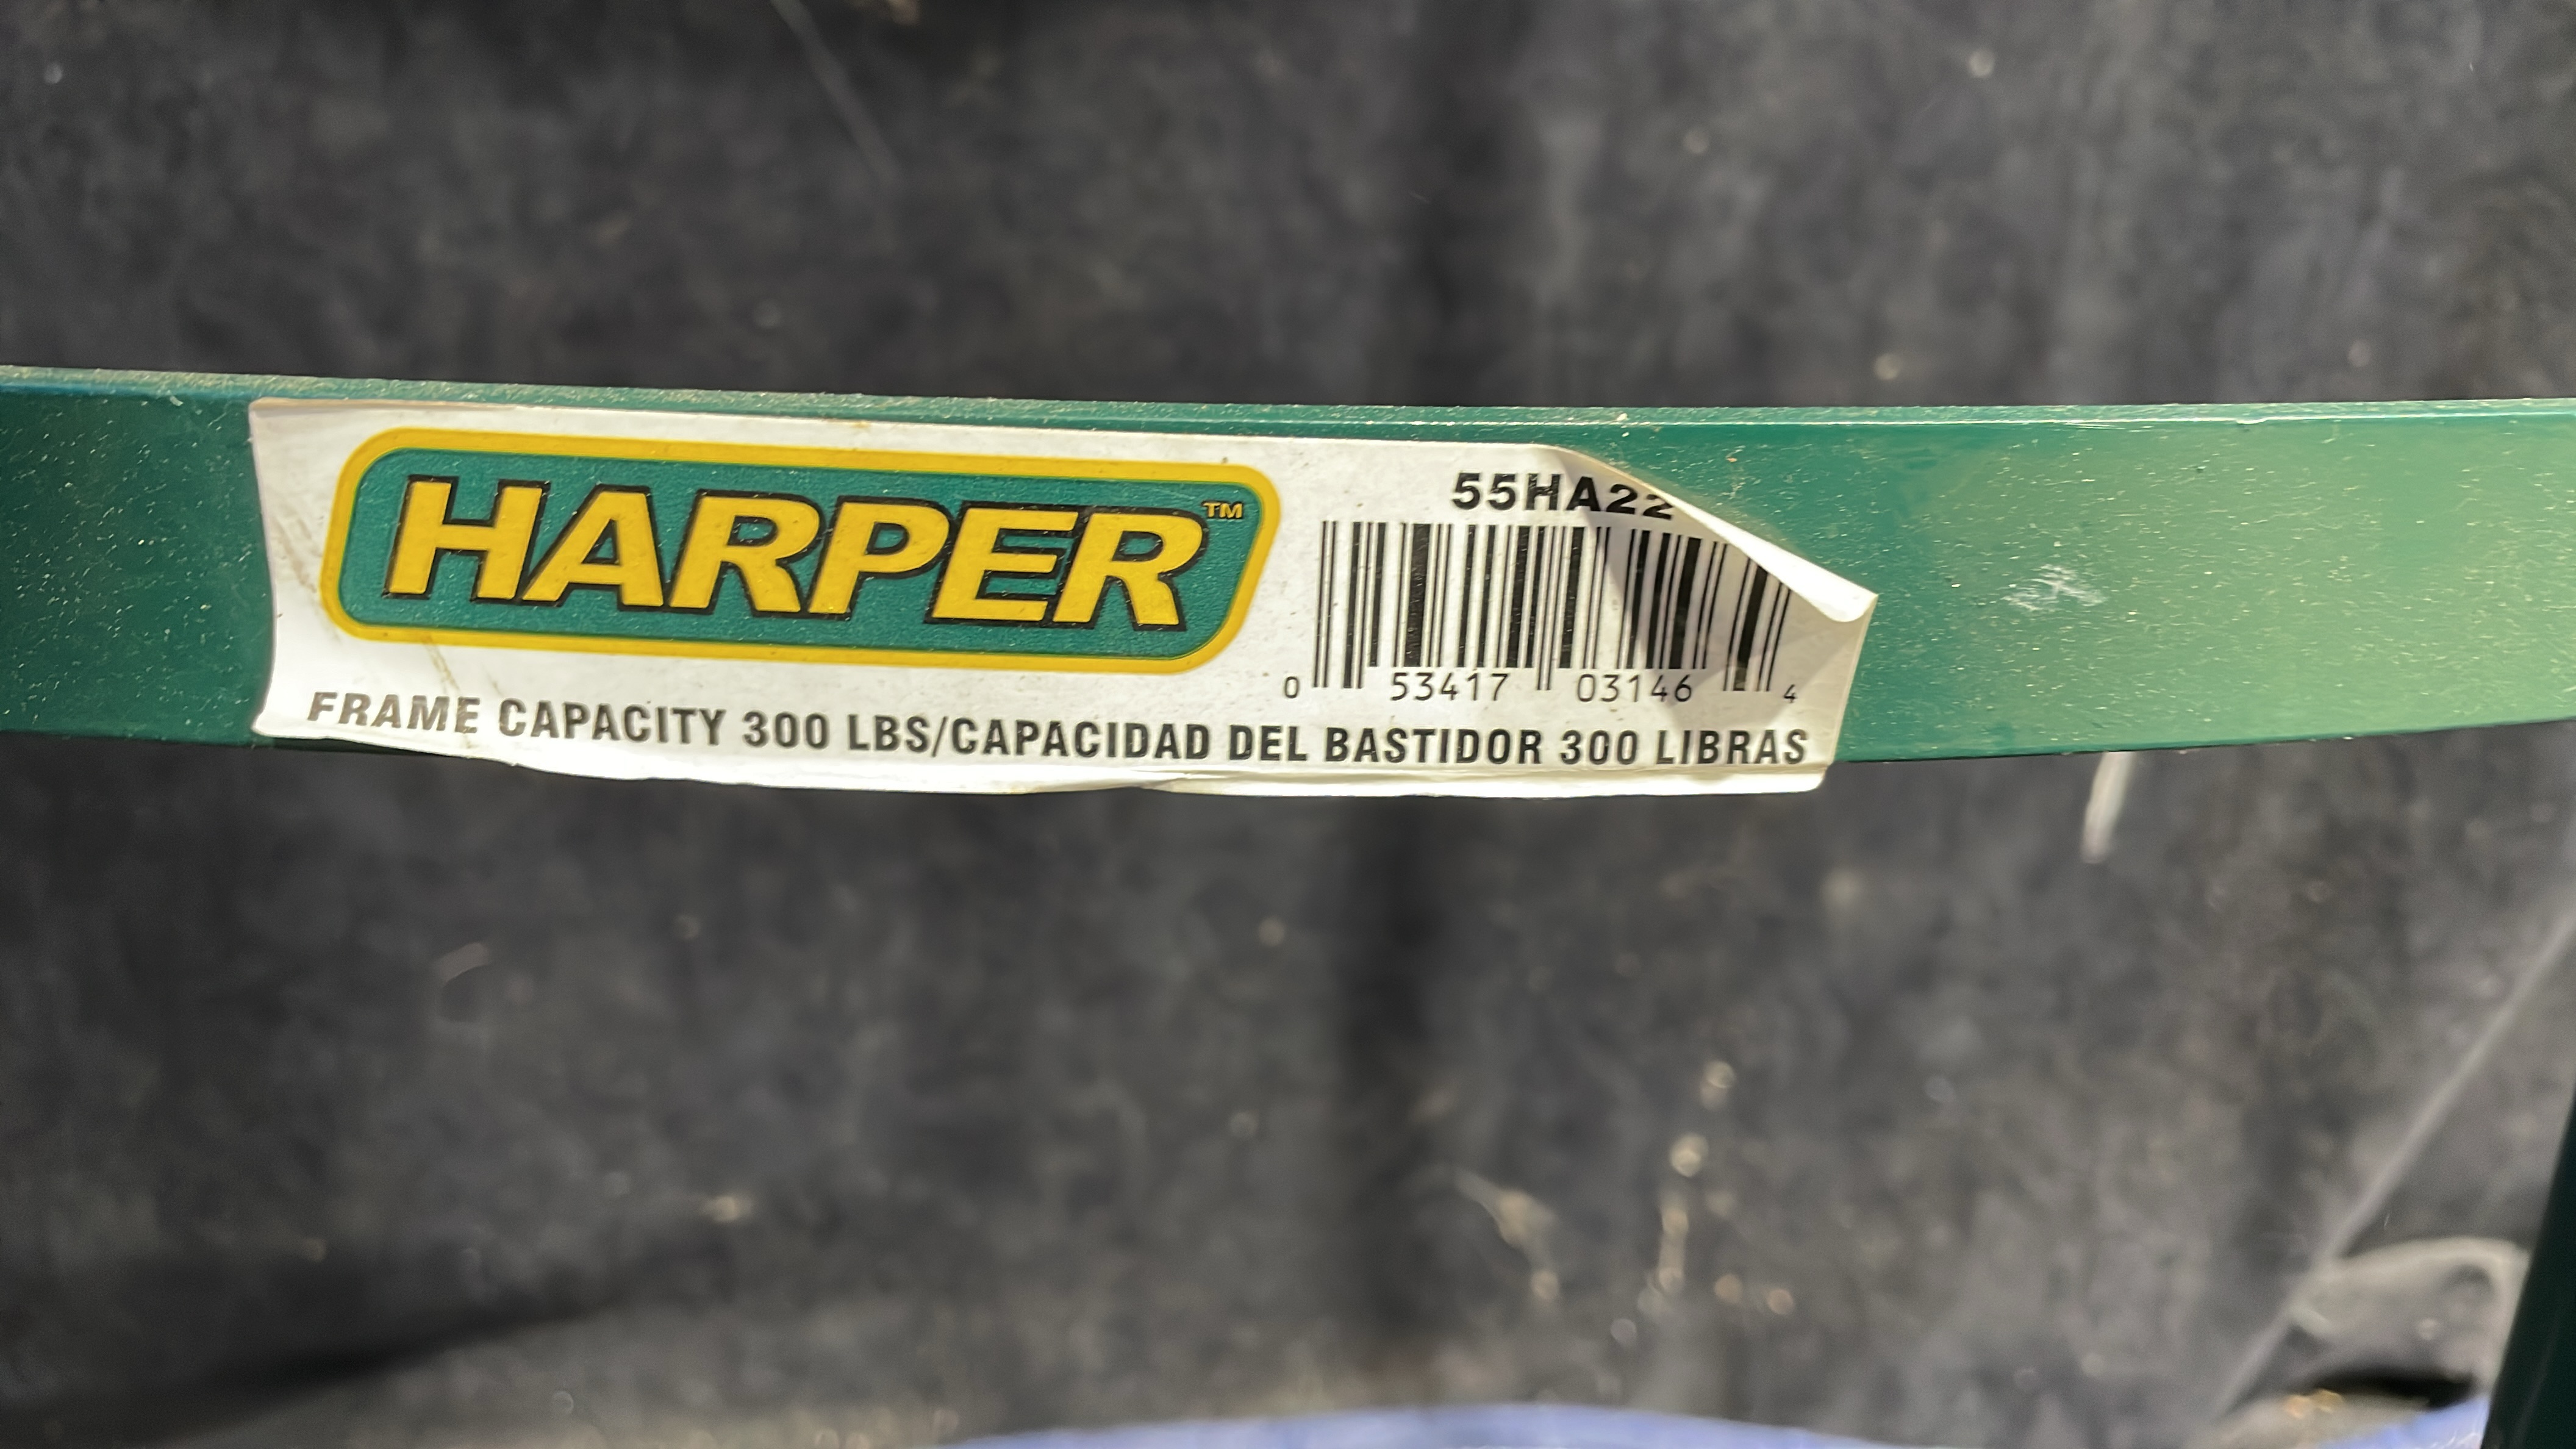 HARPER™
55HA22
0 53417 03146 4
FRAME CAPACITY 300 LBS/CAPACIDAD DEL BASTIDOR 300 LIBRAS